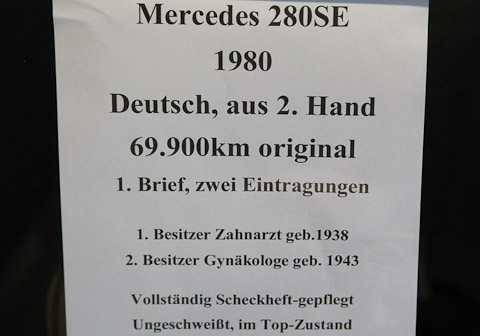 Mercedes 280SE
1980
Deutsch, aus 2. Hand
69.900km original
1. Brief, zwei Eintragungen
1. Besitzer Zahnarzt geb.1938
2. Besitzer Gynäkologe geb. 1943
Vollständig Scheckheft-gepflegt
Ungeschweißt, im Top-Zustand